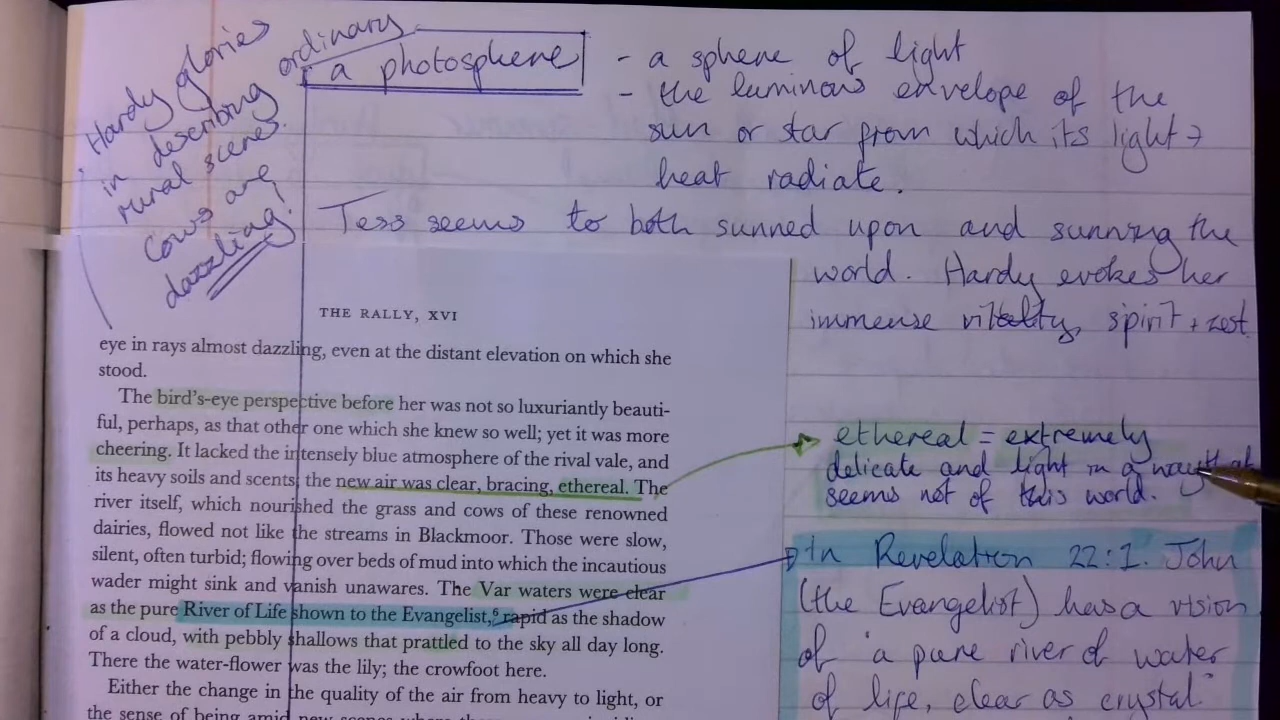 Hardy glories
in describing ordinary
rural scenes.
Cows are
dazzling!
a photosphere
- a sphere of light
- the luminous envelope of the
sun or star from which its light +
heat radiate.
Tess seems to both sunned upon and sunning the
world. Hardy evokes her
immense vitality, spirit + zest.
THE RALLY, XVI
eye in rays almost dazzling, even at the distant elevation on which she
stood.
The bird's-eye perspective before her was not so luxuriantly beauti-
ful, perhaps, as that other one which she knew so well; yet it was more
cheering. It lacked the intensely blue atmosphere of the rival vale, and
its heavy soils and scents; the new air was clear, bracing, ethereal. The
river itself, which nourished the grass and cows of these renowned
dairies, flowed not like the streams in Blackmoor. Those were slow,
silent, often turbid; flowing over beds of mud into which the incautious
wader might sink and vanish unawares. The Var waters were clear
as the pure River of Life shown to the Evangelist,⁶ rapid as the shadow
of a cloud, with pebbly shallows that prattled to the sky all day long.
There the water-flower was the lily; the crowfoot here.
Either the change in the quality of the air from heavy to light, or
the sense of being amid new scenes where there
ethereal = extremely
delicate and light in a way that
seems not of this world.
In Revelation 22:1. John
(the Evangelist) has a vision
of 'a pure river of water
of life, clear as crystal'